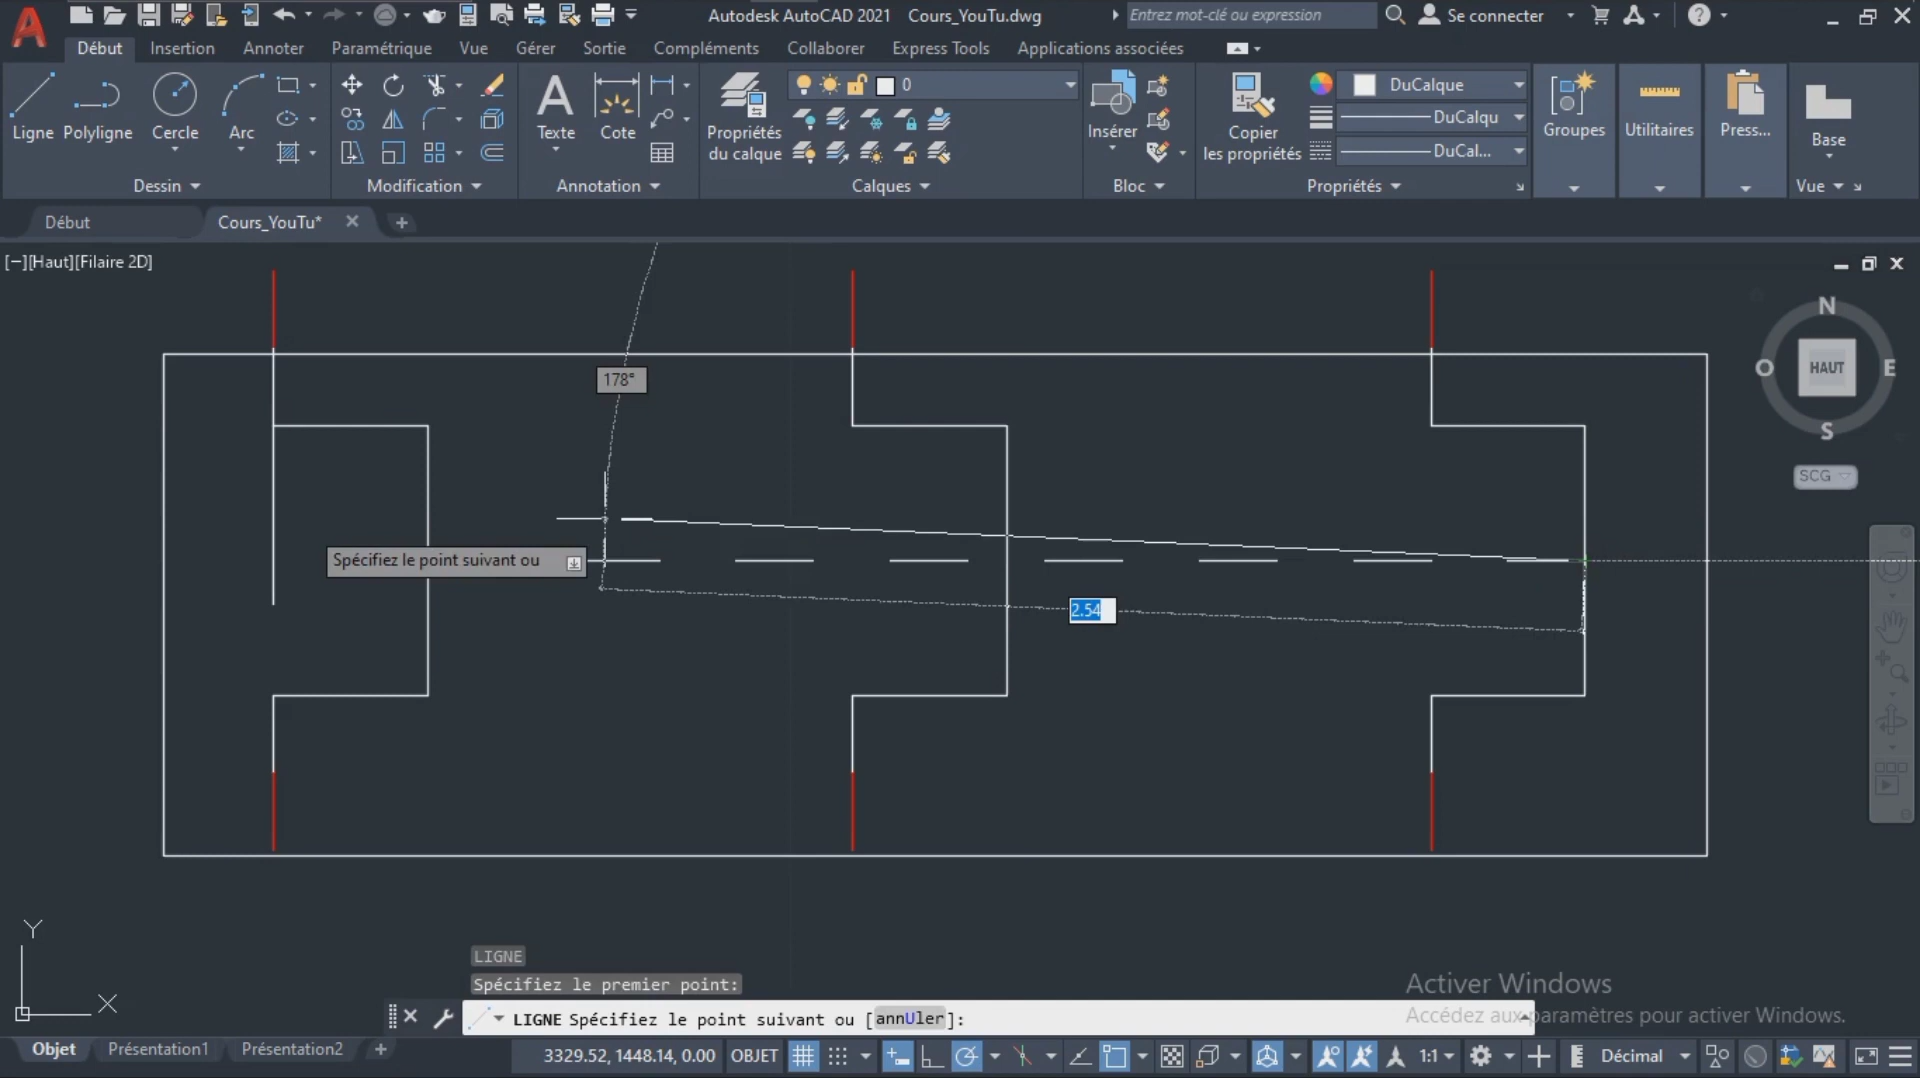 Autodesk AutoCAD 2021 Cours_YouTu.dwg
Entrez mot-clé ou expression
Se connecter
Début Insertion Annoter Paramétrique Vue Gérer Sortie Compléments Collaborer Express Tools Applications associées
0
DuCalque
Ligne Polyligne Cercle Arc
Texte Cote
Propriétés du calque
Insérer
Copier les propriétés
DuCalqu
DuCal...
Groupes Utilitaires Press... Base
Dessin Modification Annotation Calques Bloc Propriétés Vue
Début Cours_YouTu*
[−][Haut][Filaire 2D]
N
O HAUT E
S
SCG
178°
Spécifiez le point suivant ou
2.54
Y
X
LIGNE
Spécifiez le premier point:
LIGNE Spécifiez le point suivant ou [annUler]:
Activer Windows
Accédez aux paramètres pour activer Windows.
Objet Présentation1 Présentation2
3329.52, 1448.14, 0.00 OBJET 1:1 Décimal